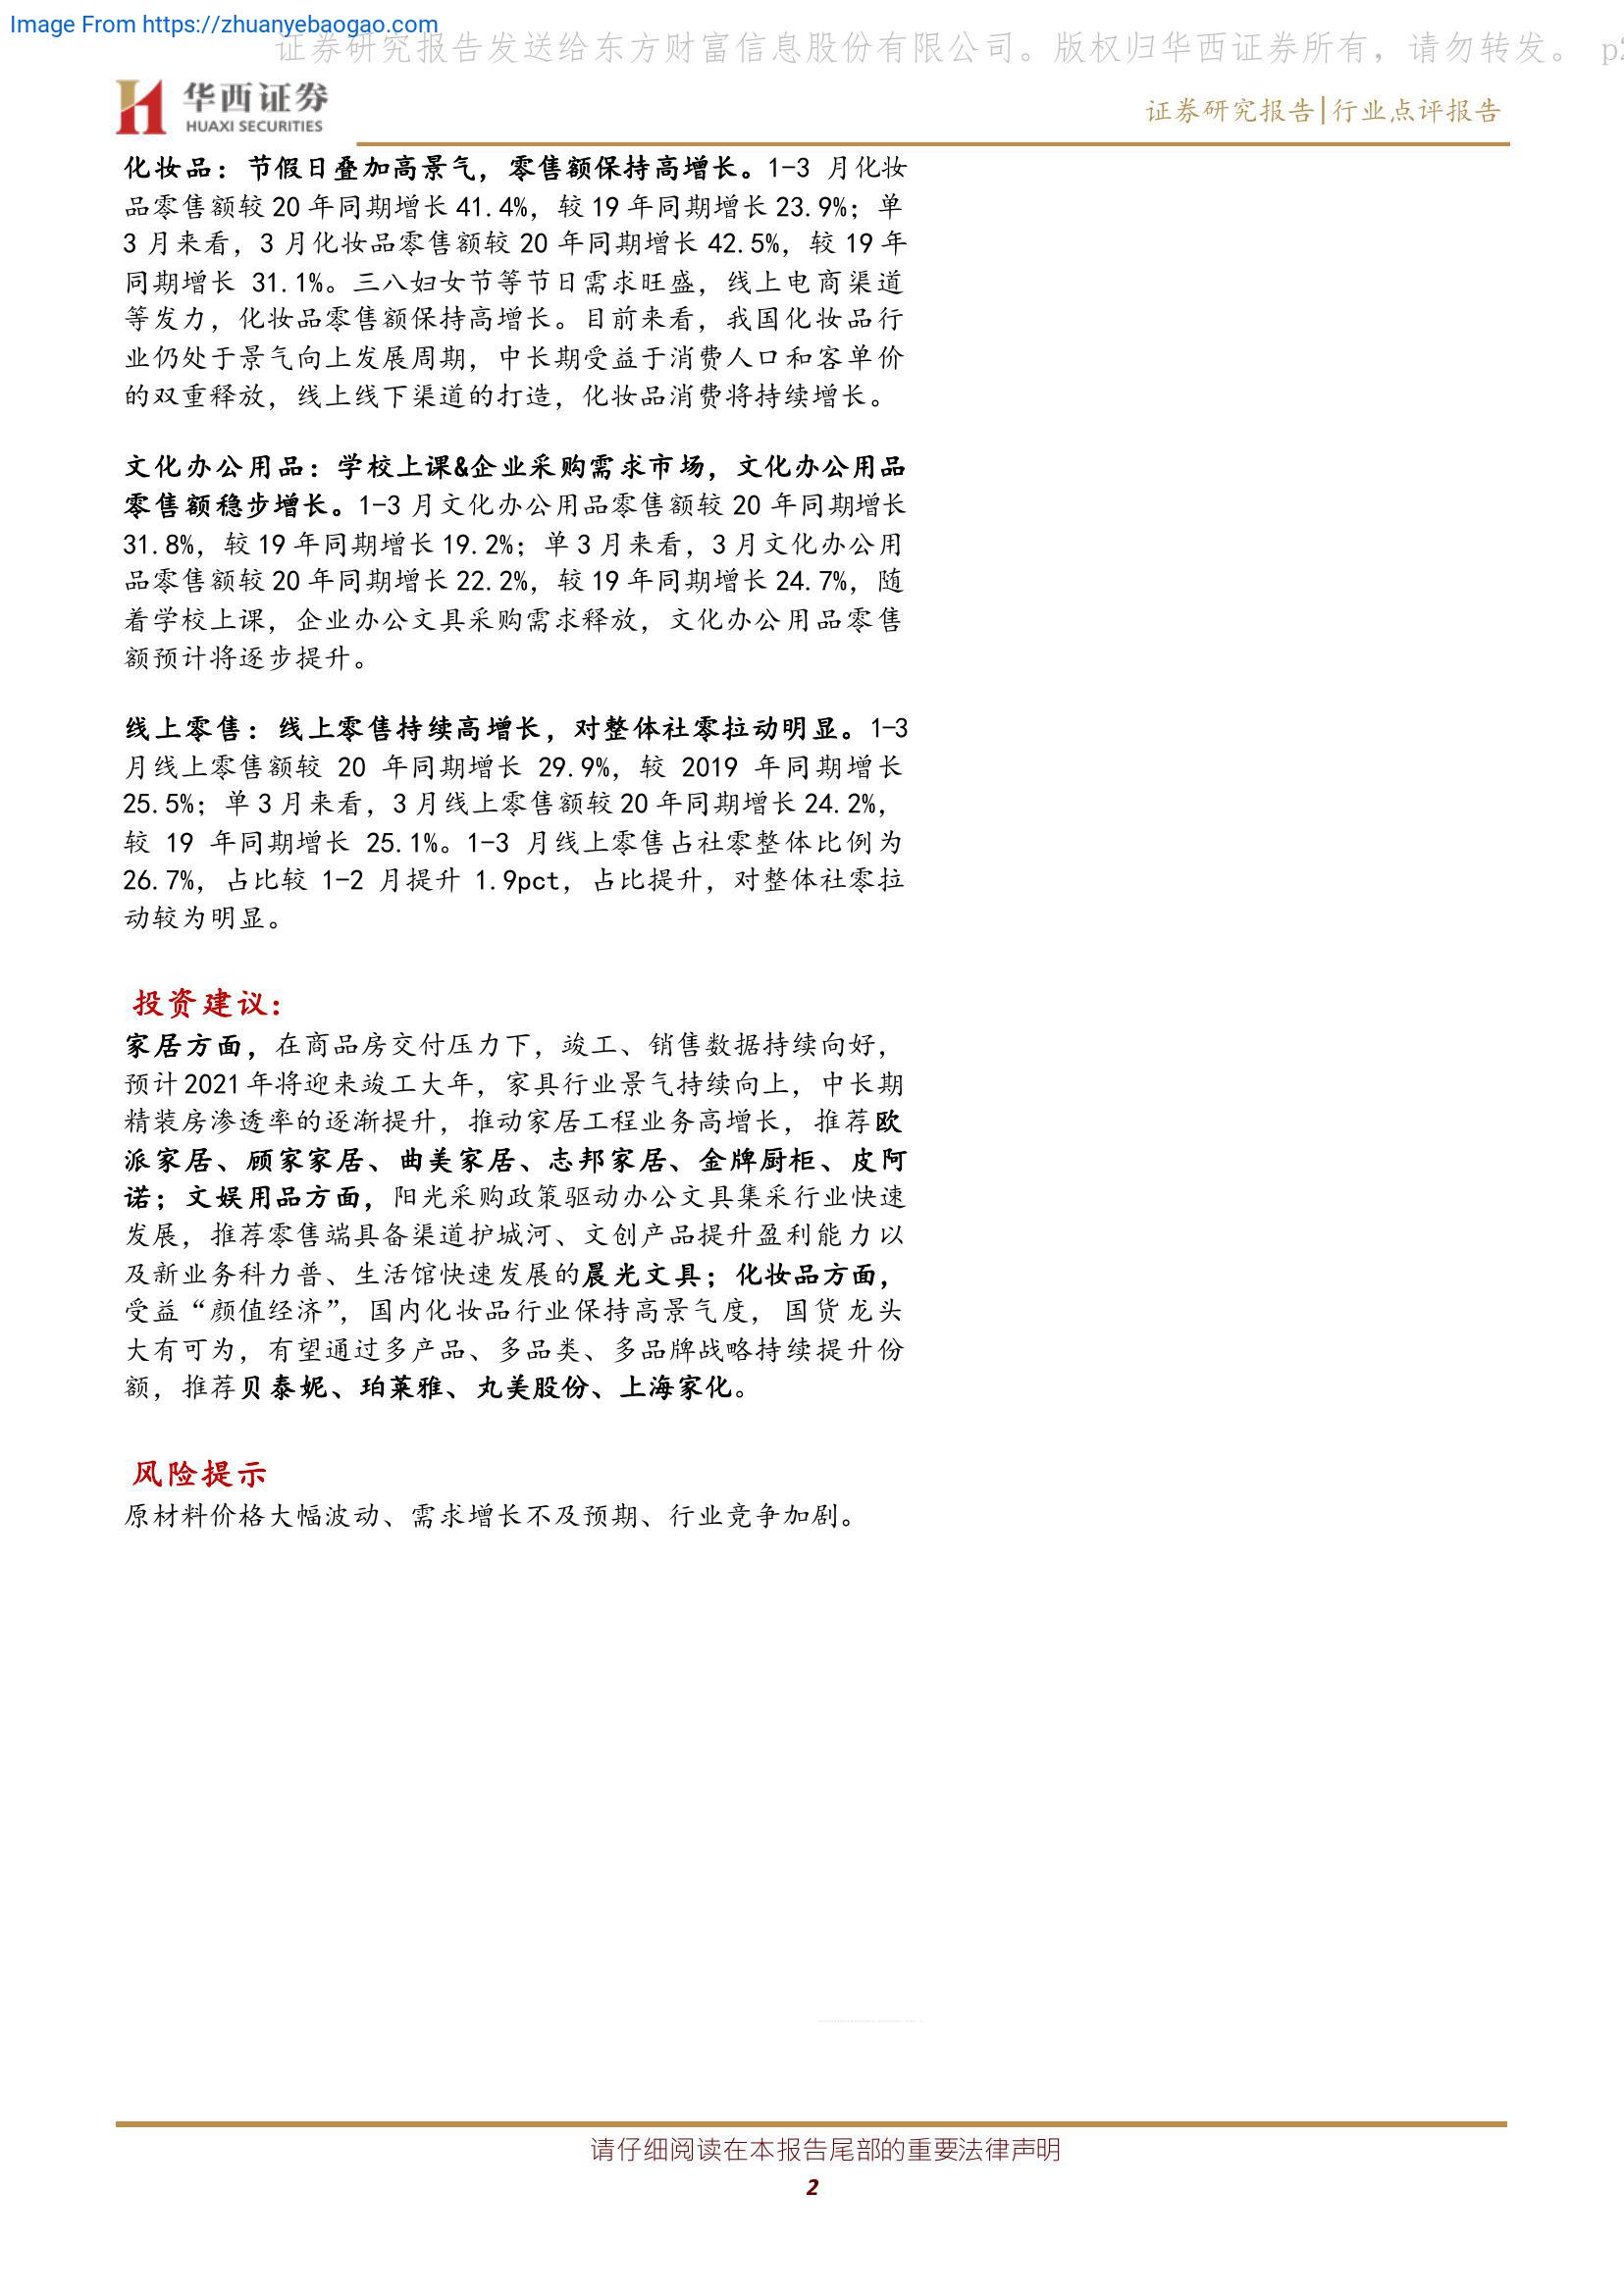 Image From https://zhuanyebaogao.com
证券研究报告发送给东方财富信息股份有限公司。版权归华西证券所有，请勿转发。 p2
华西证券
HUAXI SECURITIES
证券研究报告|行业点评报告
化妆品：节假日叠加高景气，零售额保持高增长。1-3 月化妆
品零售额较 20 年同期增长 41.4%，较 19 年同期增长 23.9%；单
3 月来看，3 月化妆品零售额较 20 年同期增长 42.5%，较 19 年
同期增长 31.1%。三八妇女节等节日需求旺盛，线上电商渠道
等发力，化妆品零售额保持高增长。目前来看，我国化妆品行
业仍处于景气向上发展周期，中长期受益于消费人口和客单价
的双重释放，线上线下渠道的打造，化妆品消费将持续增长。
文化办公用品：学校上课&企业采购需求市场，文化办公用品
零售额稳步增长。1-3 月文化办公用品零售额较 20 年同期增长
31.8%，较 19 年同期增长 19.2%；单 3 月来看，3 月文化办公用
品零售额较 20 年同期增长 22.2%，较 19 年同期增长 24.7%，随
着学校上课，企业办公文具采购需求释放，文化办公用品零售
额预计将逐步提升。
线上零售：线上零售持续高增长，对整体社零拉动明显。1-3
月线上零售额较 20 年同期增长 29.9%，较 2019 年同期增长
25.5%；单 3 月来看，3 月线上零售额较 20 年同期增长 24.2%，
较 19 年同期增长 25.1%。1-3 月线上零售占社零整体比例为
26.7%，占比较 1-2 月提升 1.9pct，占比提升，对整体社零拉
动较为明显。
投资建议：
家居方面，在商品房交付压力下，竣工、销售数据持续向好，
预计 2021 年将迎来竣工大年，家具行业景气持续向上，中长期
精装房渗透率的逐渐提升，推动家居工程业务高增长，推荐欧
派家居、顾家家居、曲美家居、志邦家居、金牌厨柜、皮阿
诺；文娱用品方面，阳光采购政策驱动办公文具集采行业快速
发展，推荐零售端具备渠道护城河、文创产品提升盈利能力以
及新业务科力普、生活馆快速发展的晨光文具；化妆品方面，
受益“颜值经济”，国内化妆品行业保持高景气度，国货龙头
大有可为，有望通过多产品、多品类、多品牌战略持续提升份
额，推荐贝泰妮、珀莱雅、丸美股份、上海家化。
风险提示
原材料价格大幅波动、需求增长不及预期、行业竞争加剧。
请仔细阅读在本报告尾部的重要法律声明
2